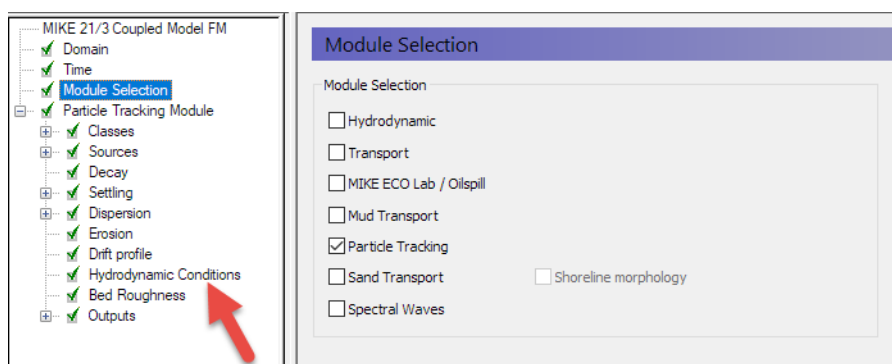 MIKE 21/3 Coupled Model FM
Domain
Time
Module Selection
Particle Tracking Module
Classes
Sources
Decay
Settling
Dispersion
Erosion
Drift profile
Hydrodynamic Conditions
Bed Roughness
Outputs
Module Selection
Module Selection
Hydrodynamic
Transport
MIKE ECO Lab / Oilspill
Mud Transport
Particle Tracking
Sand Transport Shoreline morphology
Spectral Waves